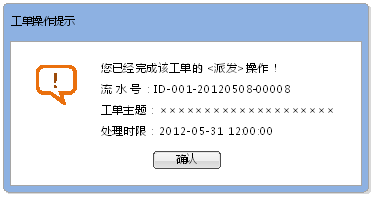 工单操作提示
您已经完成该工单的 <派发> 操作！
流 水 号：ID-001-20120508-00008
工单主题：××××××××××××××××××××
处理时限：2012-05-31 1200:00
确认